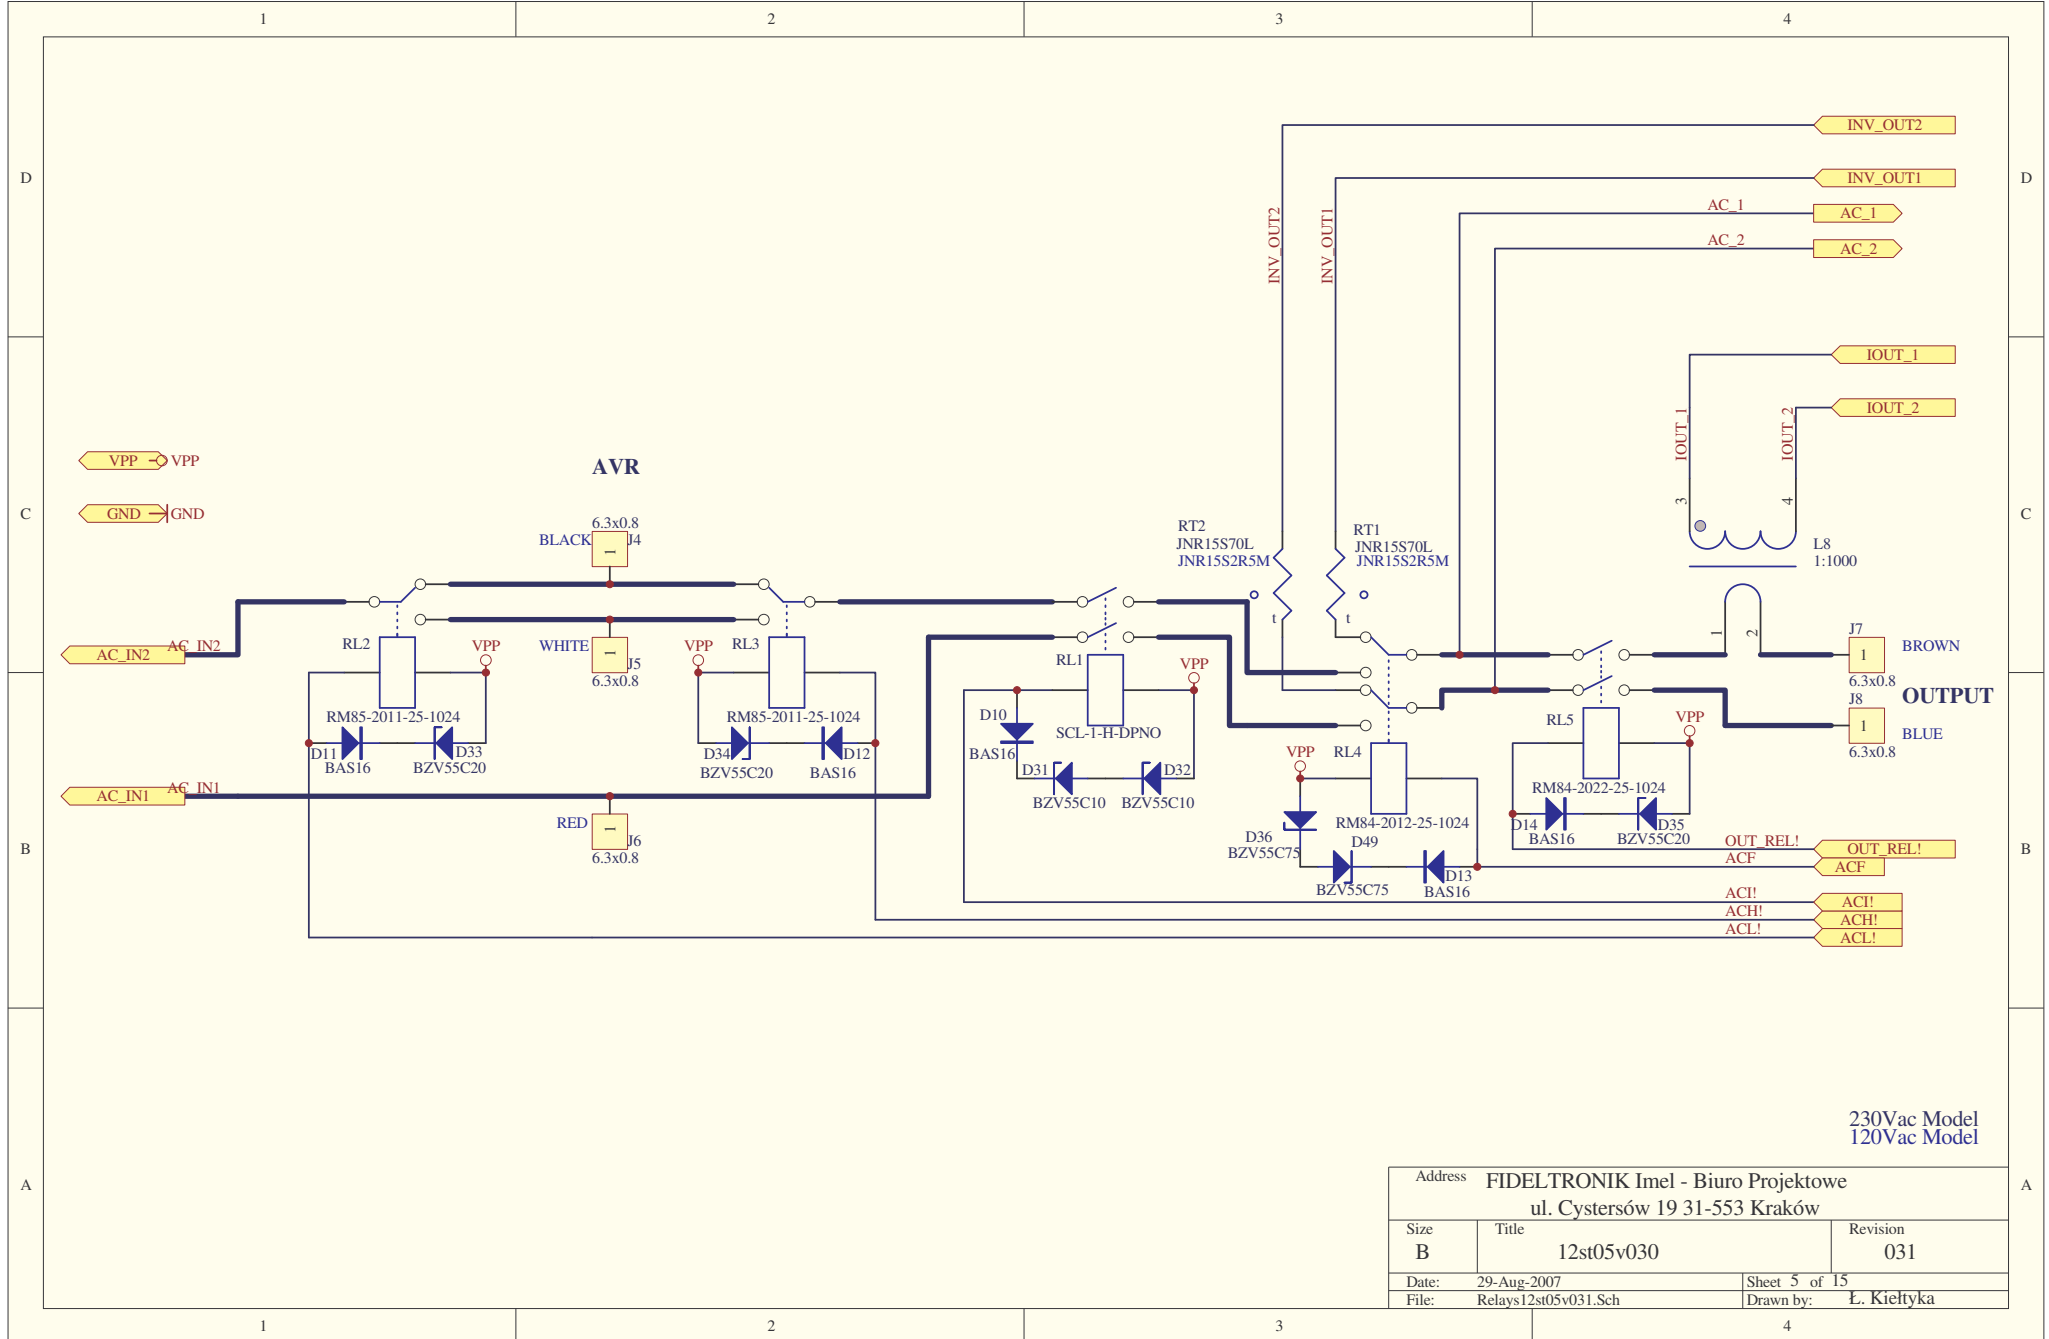 1 2 3 4
D D
C C
B B
A A
INV_OUT2
INV_OUT1
AC_1 AC_1
AC_2 AC_2
INV_OUT2
INV_OUT1
IOUT_1
IOUT_2
IOUT_1
IOUT_2
3
4
L8
1:1000
1
2
VPP VPP
GND GND
AVR
6.3x0.8
BLACK 1 J4
WHITE 1 J5
6.3x0.8
RT2
JNR15S70L
JNR15S2R5M
t
RT1
JNR15S70L
JNR15S2R5M
t
AC_IN2 AC_IN2
RL2
VPP
RM85-2011-25-1024
D11
BAS16
D33
BZV55C20
VPP
RL3
RM85-2011-25-1024
D34
BZV55C20
D12
BAS16
RL1
VPP
SCL-1-H-DPNO
D10
BAS16
D31
BZV55C10
D32
BZV55C10
AC_IN1 AC_IN1
RED 1 J6
6.3x0.8
VPP
RL4
RM84-2012-25-1024
D36
BZV55C75
D49
BZV55C75
D13
BAS16
RL5
VPP
RM84-2022-25-1024
D14
BAS16
D35
BZV55C20
J7
1 BROWN
6.3x0.8
OUTPUT
J8
1 BLUE
6.3x0.8
OUT_REL! OUT_REL!
ACF ACF
ACI! ACI!
ACH! ACH!
ACL! ACL!
230Vac Model
120Vac Model
Address FIDELTRONIK Imel - Biuro Projektowe
ul. Cystersów 19 31-553 Kraków
Size Title Revision
B 12st05v030 031
Date: 29-Aug-2007 Sheet 5 of 15
File: Relays12st05v031.Sch Drawn by: Ł. Kiełtyka
1 2 3 4